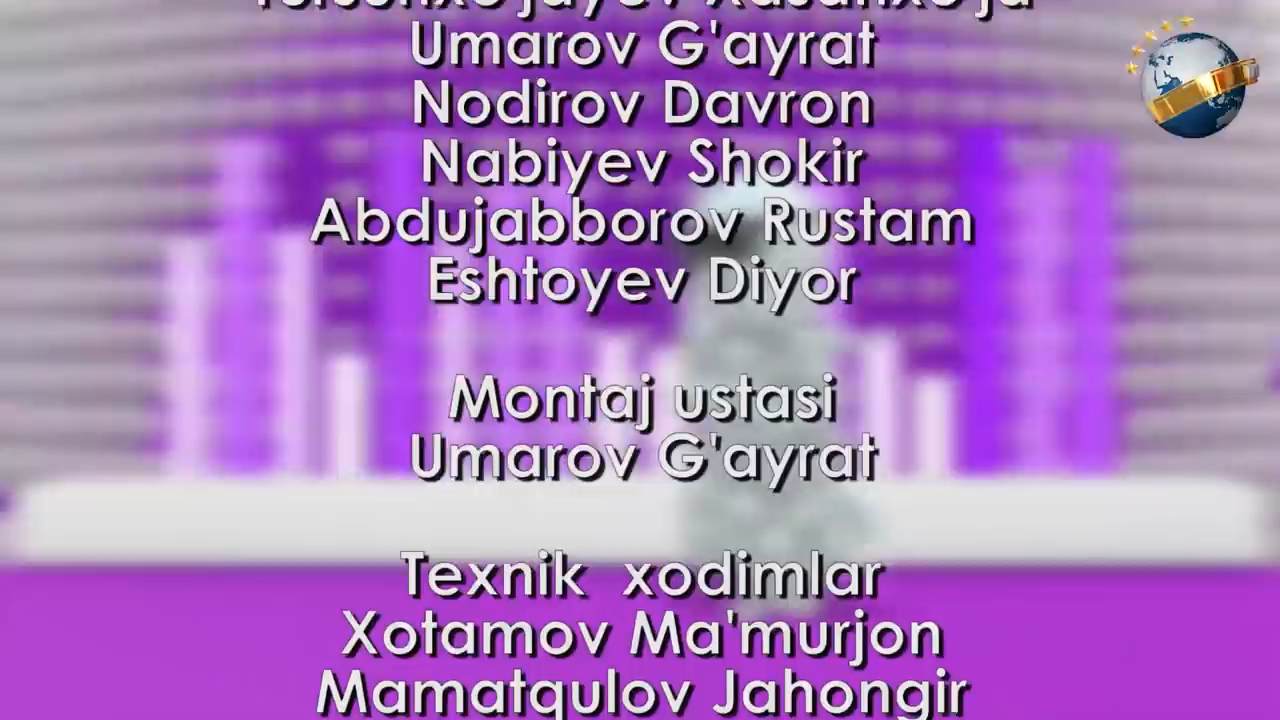 Umarov G'ayrat
Nodirov Davron
Nabiyev Shokir
Abdujabborov Rustam
Eshtoyev Diyor
Montaj ustasi
Umarov G'ayrat
Texnik xodimlar
Xotamov Ma'murjon
Mamatqulov Jahongir